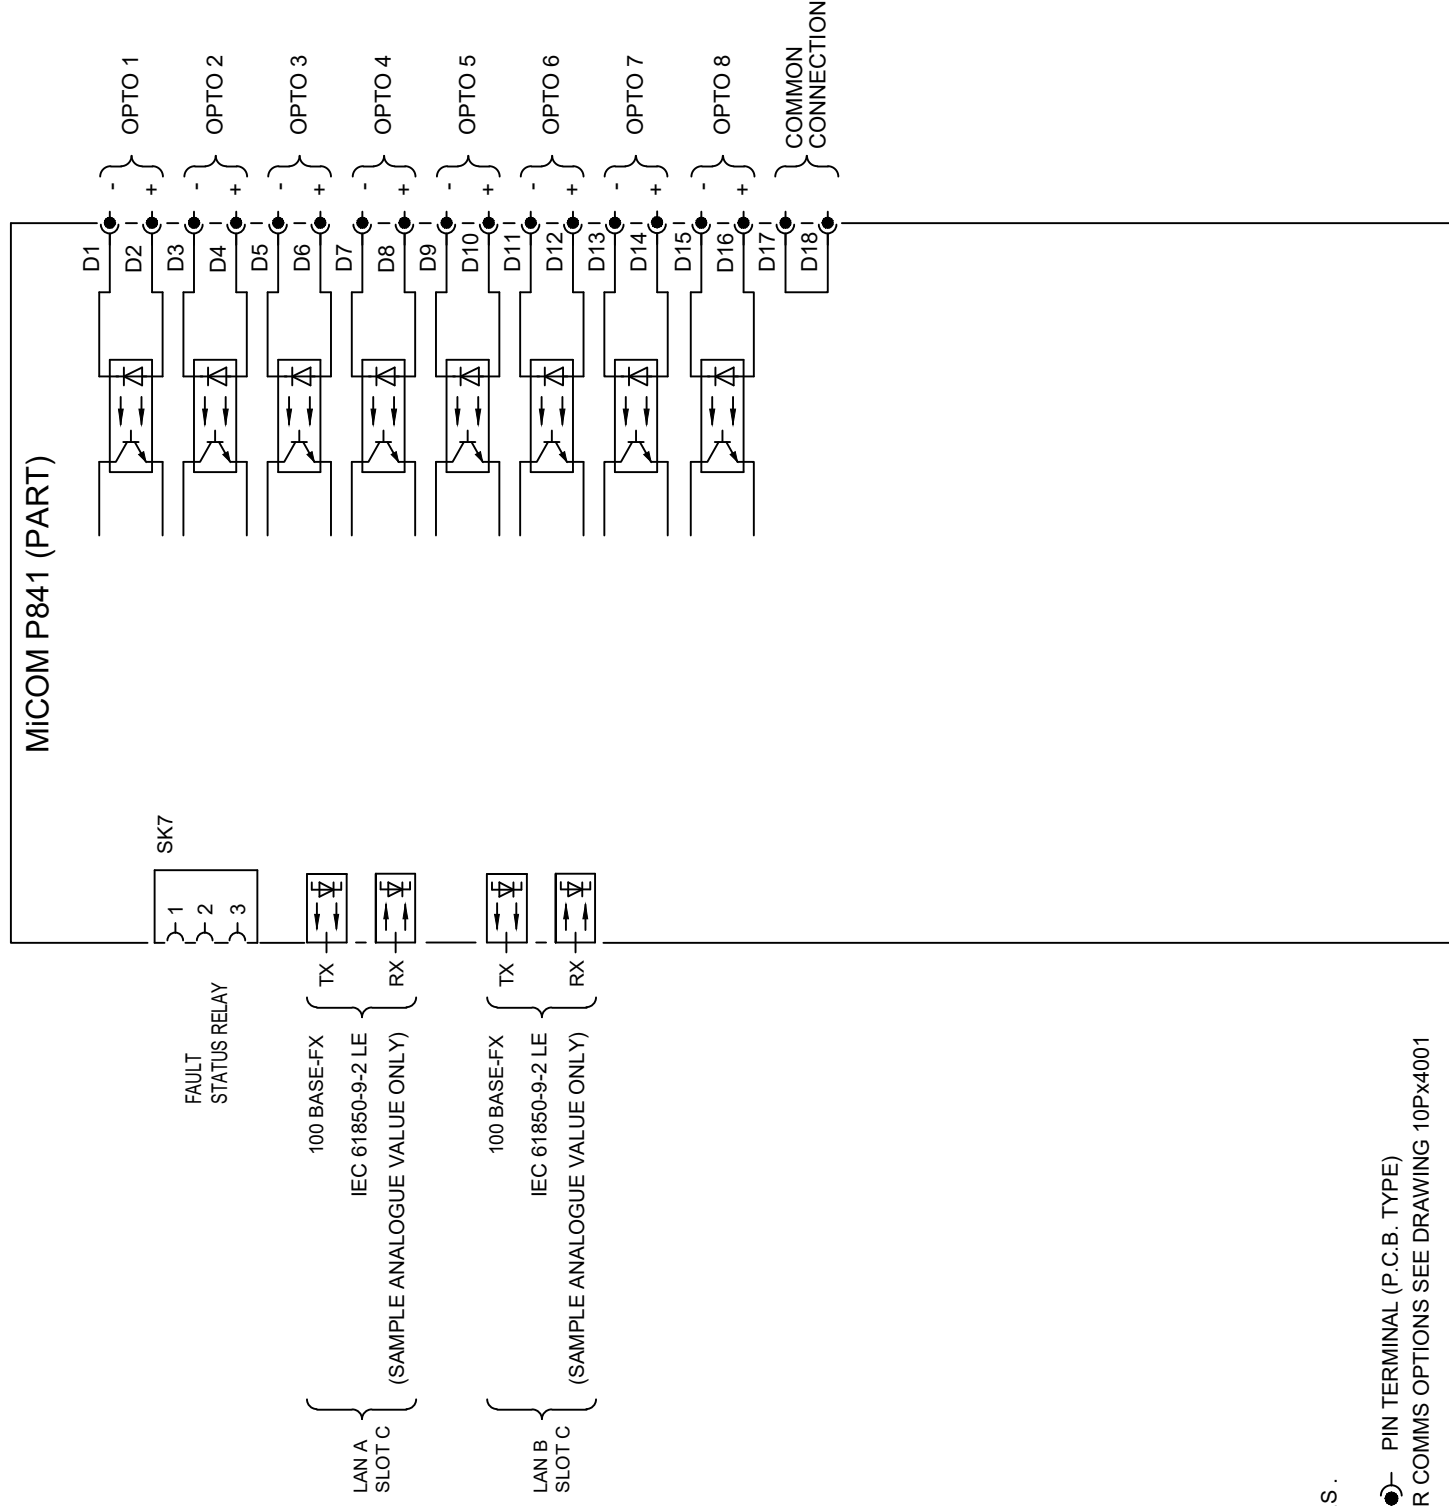 MiCOM P841 (PART)
D1
-
D2
+
OPTO 1
D3
-
D4
+
OPTO 2
D5
-
D6
+
OPTO 3
D7
-
D8
+
OPTO 4
D9
-
D10
+
OPTO 5
D11
-
D12
+
OPTO 6
D13
-
D14
+
OPTO 7
D15
-
D16
+
OPTO 8
D17
D18
COMMON
CONNECTION
SK7
1
2
3
FAULT
STATUS RELAY
TX
RX
100 BASE-FX
IEC 61850-9-2 LE
(SAMPLE ANALOGUE VALUE ONLY)
LAN A
SLOT C
TX
RX
100 BASE-FX
IEC 61850-9-2 LE
(SAMPLE ANALOGUE VALUE ONLY)
LAN B
SLOT C
S .
PIN TERMINAL (P.C.B. TYPE)
R COMMS OPTIONS SEE DRAWING 10Px4001